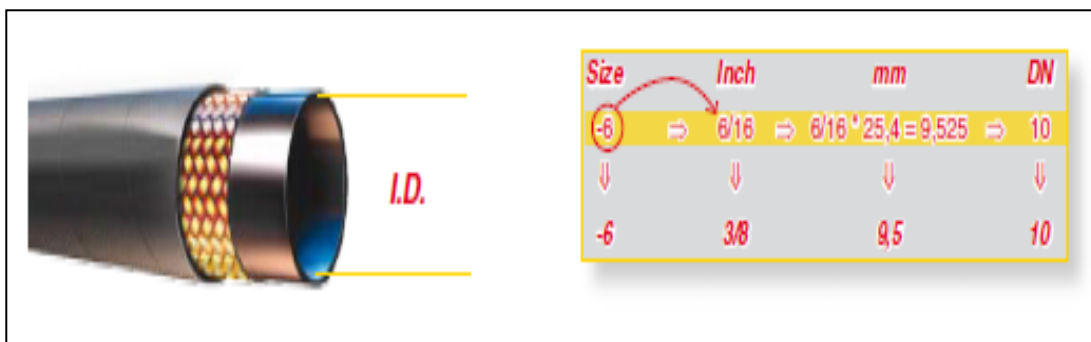 I.D.
Size Inch mm DN
-6 ⇒ 6/16 ⇒ 6/16 * 25,4 = 9,525 ⇒ 10
⇓ ⇓ ⇓ ⇓
-6 3/8 9,5 10